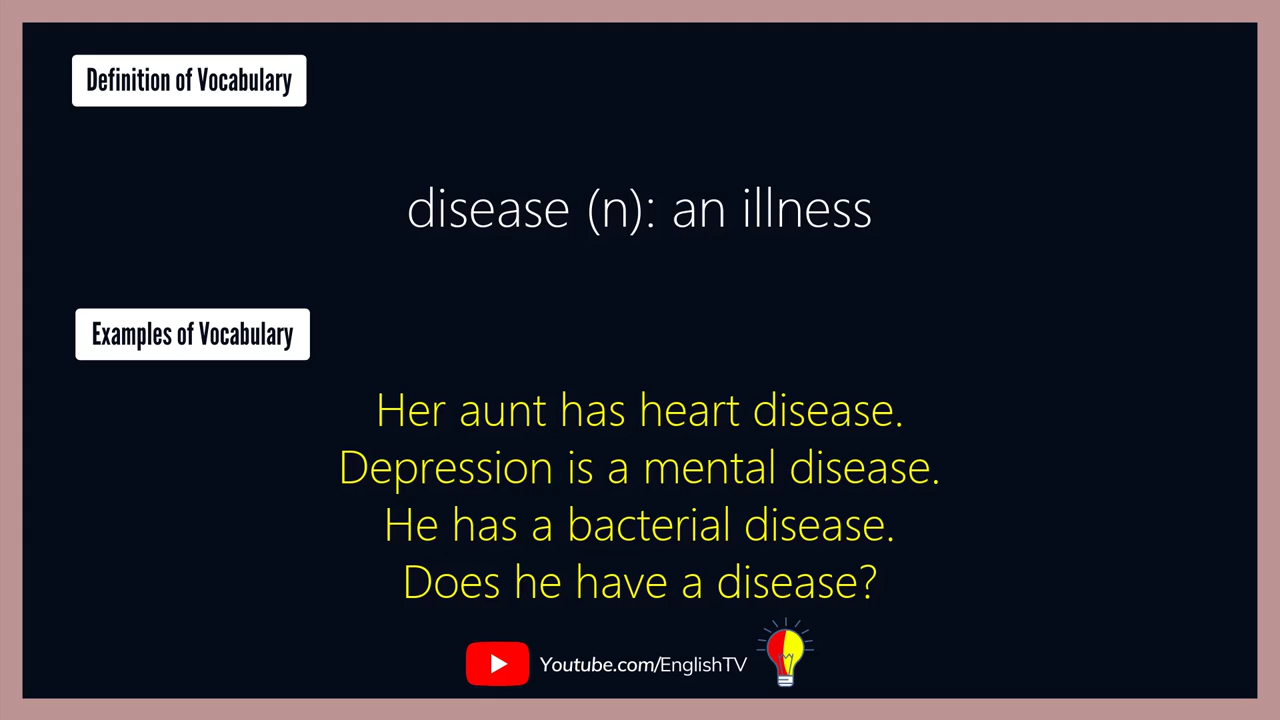 Definition of Vocabulary
disease (n): an illness
Examples of Vocabulary
Her aunt has heart disease.
Depression is a mental disease.
He has a bacterial disease.
Does he have a disease?
Youtube.com/EnglishTV